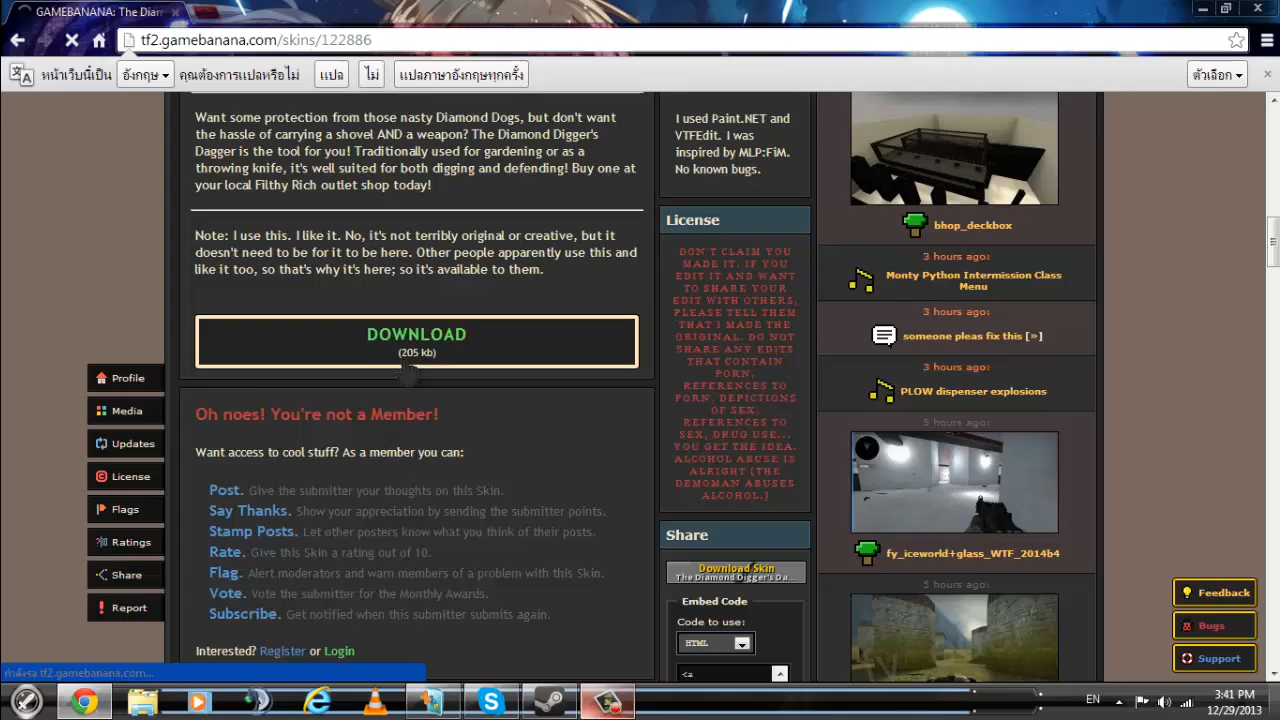 GAMEBANANA: The Diam
tf2.gamebanana.com/skins/122886
หน้าเว็บนี้เป็น อังกฤษ คุณต้องการแปลหรือไม่ แปล ไม่ แปลภาษาอังกฤษทุกครั้ง ตัวเลือก
Want some protection from those nasty Diamond Dogs, but don't want
the hassle of carrying a shovel AND a weapon? The Diamond Digger's
Dagger is the tool for you! Traditionally used for gardening or as a
throwing knife, it's well suited for both digging and defending! Buy one at
your local Filthy Rich outlet shop today!
Note: I use this. I like it. No, it's not terribly original or creative, but it
doesn't need to be for it to be here. Other people apparently use this and
like it too, so that's why it's here; so it's available to them.
DOWNLOAD
(205 kb)
Profile
Media
Updates
License
Flags
Ratings
Share
Report
Oh noes! You're not a Member!
Want access to cool stuff? As a member you can:
Post. Give the submitter your thoughts on this Skin.
Say Thanks. Show your appreciation by sending the submitter points.
Stamp Posts. Let other posters know what you think of their posts.
Rate. Give this Skin a rating out of 10.
Flag. Alert moderators and warn members of a problem with this Skin.
Vote. Vote the submitter for the Monthly Awards.
Subscribe. Get notified when this submitter submits again.
Interested? Register or Login
I used Paint.NET and
VTFEdit. I was
inspired by MLP:FiM.
No known bugs.
License
DON'T CLAIM YOU
MADE IT. IF YOU
EDIT IT AND WANT
TO SHARE YOUR
EDIT WITH OTHERS,
PLEASE TELL THEM
THAT I MADE THE
ORIGINAL. DO NOT
SHARE ANY EDITS
THAT CONTAIN
PORN,
REFERENCES TO
PORN, DEPICTIONS
OF SEX,
REFERENCES TO
SEX, DRUG USE...
YOU GET THE IDEA.
ALCOHOL ABUSE IS
ALRIGHT (THE
DEMOMAN ABUSES
ALCOHOL.)
Share
Download Skin
The Diamond Digger's Da...
Embed Code
Code to use:
HTML
<a
bhop_deckbox
3 hours ago:
Monty Python Intermission Class
Menu
3 hours ago:
someone pleas fix this [»]
3 hours ago:
PLOW dispenser explosions
5 hours ago:
fy_iceworld+glass_WTF_2014b4
5 hours ago:
Feedback
Bugs
Support
กำลังรอ tf2.gamebanana.com...
EN
3:41 PM
12/29/2013